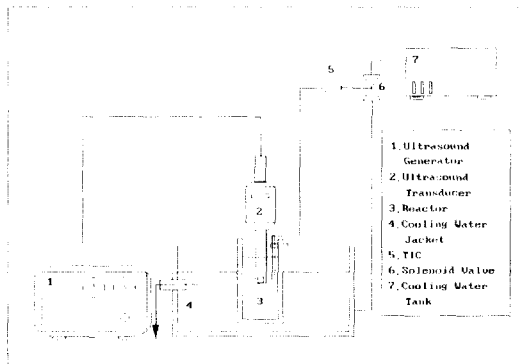 7
5
6
1.Ultrasound
Generator
2.Ultrasound
Transducer
3.Reactor
4.Cooling Water
Jacket
5.TIC
6.Solenoid Valve
7.Cooling Water
Tank
2
1
4
3